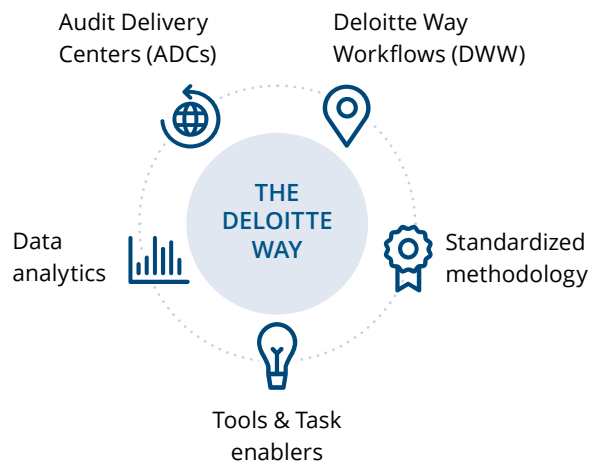 Audit Delivery
Centers (ADCs)
Deloitte Way
Workflows (DWW)
THE
DELOITTE
WAY
Data
analytics
Standardized
methodology
Tools & Task
enablers